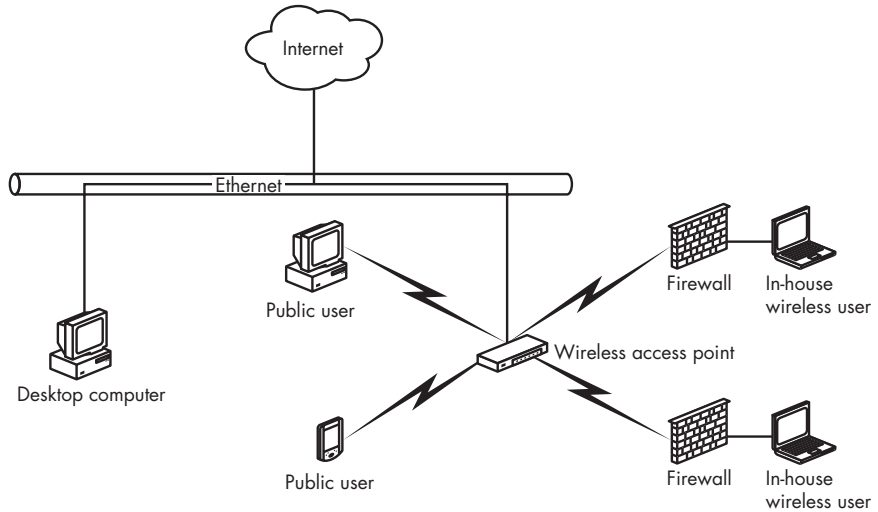 Internet
Ethernet
Public user
Firewall
In-house
wireless user
Wireless access point
Desktop computer
Public user
Firewall
In-house
wireless user